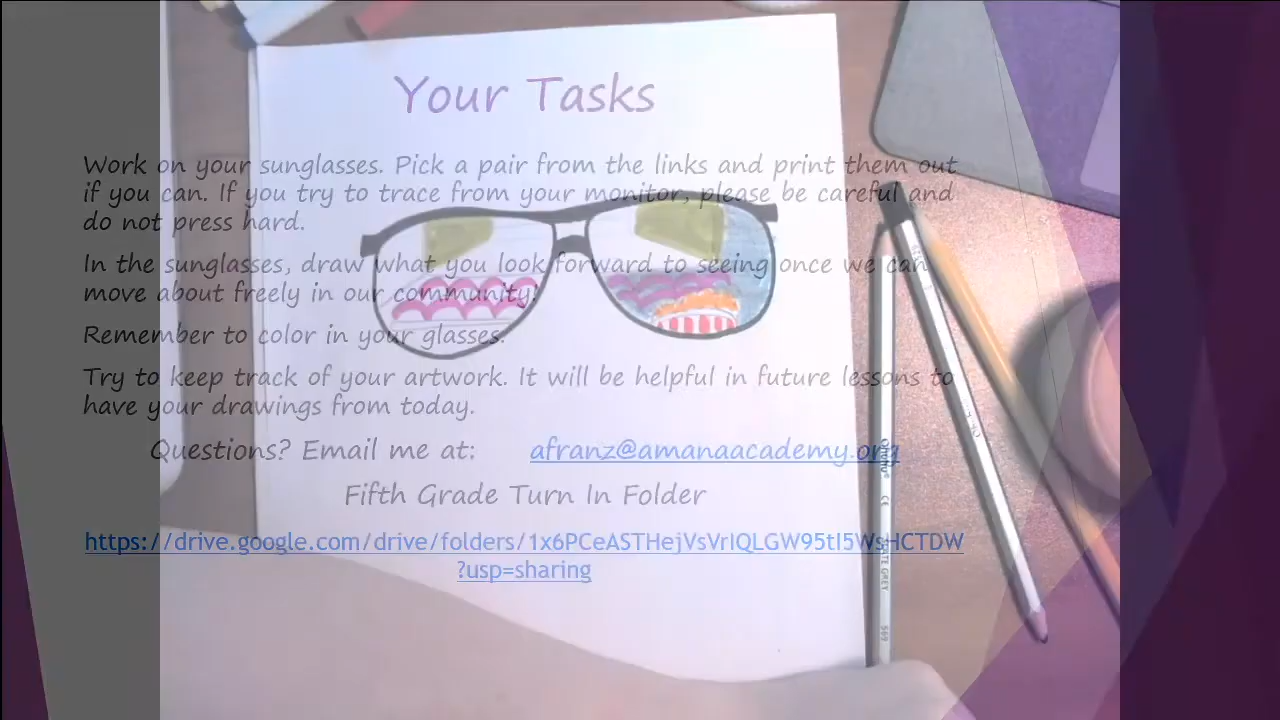 Your Tasks
Work on your sunglasses. Pick a pair from the links and print them out
if you can. If you try to trace from your monitor, please be careful and
do not press hard.
In the sunglasses, draw what you look forward to seeing once we can
move about freely in our community!
Remember to color in your glasses.
Try to keep track of your artwork. It will be helpful in future lessons to
have your drawings from today.
Questions? Email me at: afranz@amanaacademy.org
Fifth Grade Turn In Folder
https://drive.google.com/drive/folders/1x6PCeASTHejVsVrIQLGW95tI5WsHCTDW
?usp=sharing